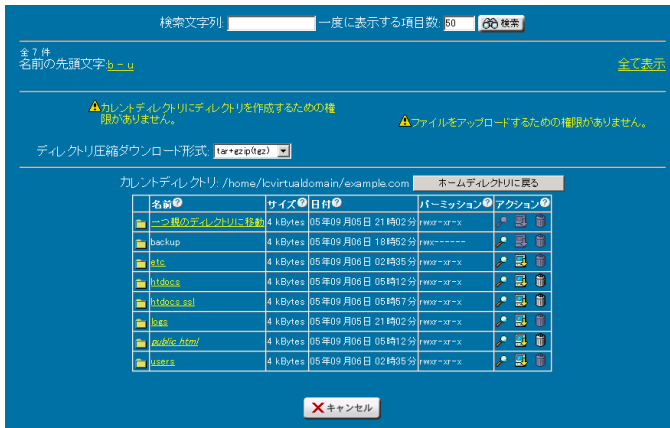 検索文字列: 一度に表示する項目数: 50 検索
全7件
名前の先頭文字:b - u 全て表示
カレントディレクトリにディレクトリを作成するための権
限がありません。
ファイルをアップロードするための権限がありません。
ディレクトリ圧縮ダウンロード形式: tar+gzip(tgz)
カレントディレクトリ: /home/lcvirtualdomain/example.com ホームディレクトリに戻る
名前 サイズ 日付 パーミッション アクション
一つ親のディレクトリに移動 4 kBytes 05年09月05日 21時02分 rwxr-xr-x
backup 4 kBytes 05年09月06日 18時52分 rwx------
etc 4 kBytes 05年09月06日 02時35分 rwxr-xr-x
htdocs 4 kBytes 05年09月06日 05時12分 rwxr-xr-x
htdocs_ssl 4 kBytes 05年09月06日 05時57分 rwxr-xr-x
logs 4 kBytes 05年09月05日 21時02分 rwxr-xr-x
public_html 4 kBytes 05年09月06日 05時12分 rwxr-xr-x
users 4 kBytes 05年09月06日 02時35分 rwxr-xr-x
キャンセル